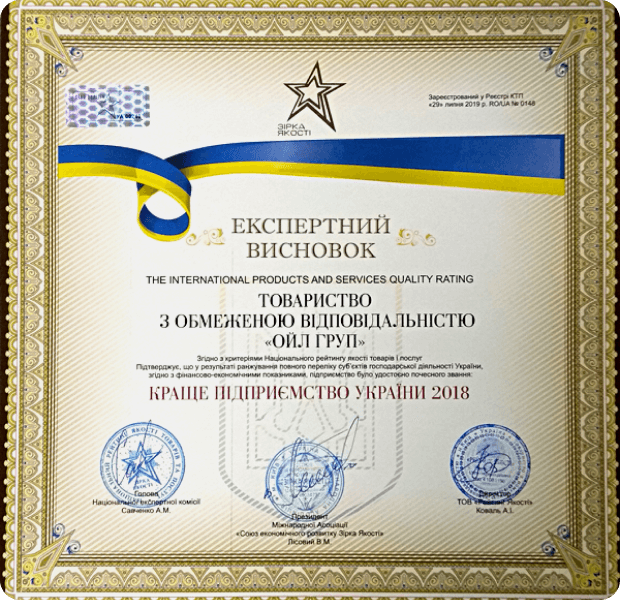 Зареєстрований у Реєстрі КТП
«29» липня 2019 р. RO/UA № 0148
ЗІРКА
ЯКОСТІ
ЕКСПЕРТНИЙ
ВИСНОВОК
THE INTERNATIONAL PRODUCTS AND SERVICES QUALITY RATING
ТОВАРИСТВО
З ОБМЕЖЕНОЮ ВІДПОВІДАЛЬНІСТЮ
«ОЙЛ ГРУП»
Згідно з критеріями Національного рейтингу якості товарів і послуг
Підтверджує, що у результаті ранжування повного переліку суб'єктів господарської діяльності України,
згідно з фінансово-економічними показниками, підприємство було удостоєно почесного звання:
КРАЩЕ ПІДПРИЄМСТВО УКРАЇНИ 2018
Голова
Національної експертної комісії
Савченко А.М.
Президент
Міжнародної Асоціації
«Союз економічного розвитку Зірка Якості»
Лісовий В.М.
Директор
ТОВ Якості»
Коваль А.І.